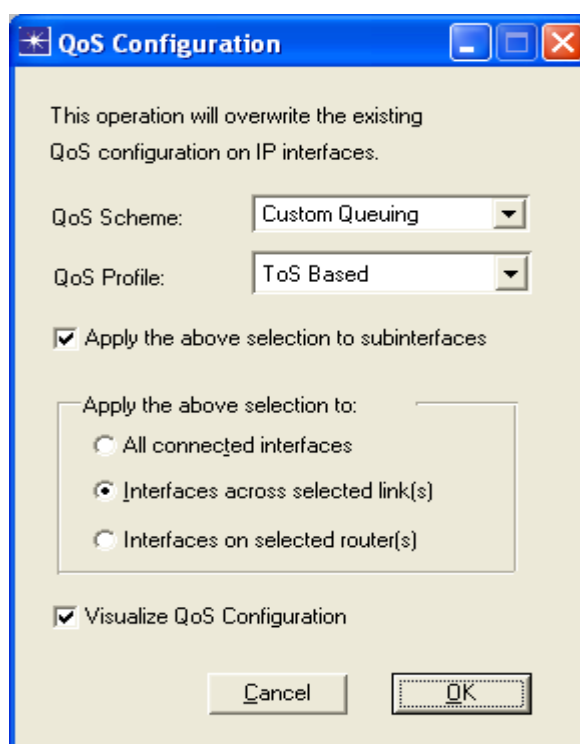 QoS Configuration
This operation will overwrite the existing
QoS configuration on IP interfaces.
QoS Scheme: Custom Queuing
QoS Profile: ToS Based
Apply the above selection to subinterfaces
Apply the above selection to:
All connected interfaces
Interfaces across selected link(s)
Interfaces on selected router(s)
Visualize QoS Configuration
Cancel OK